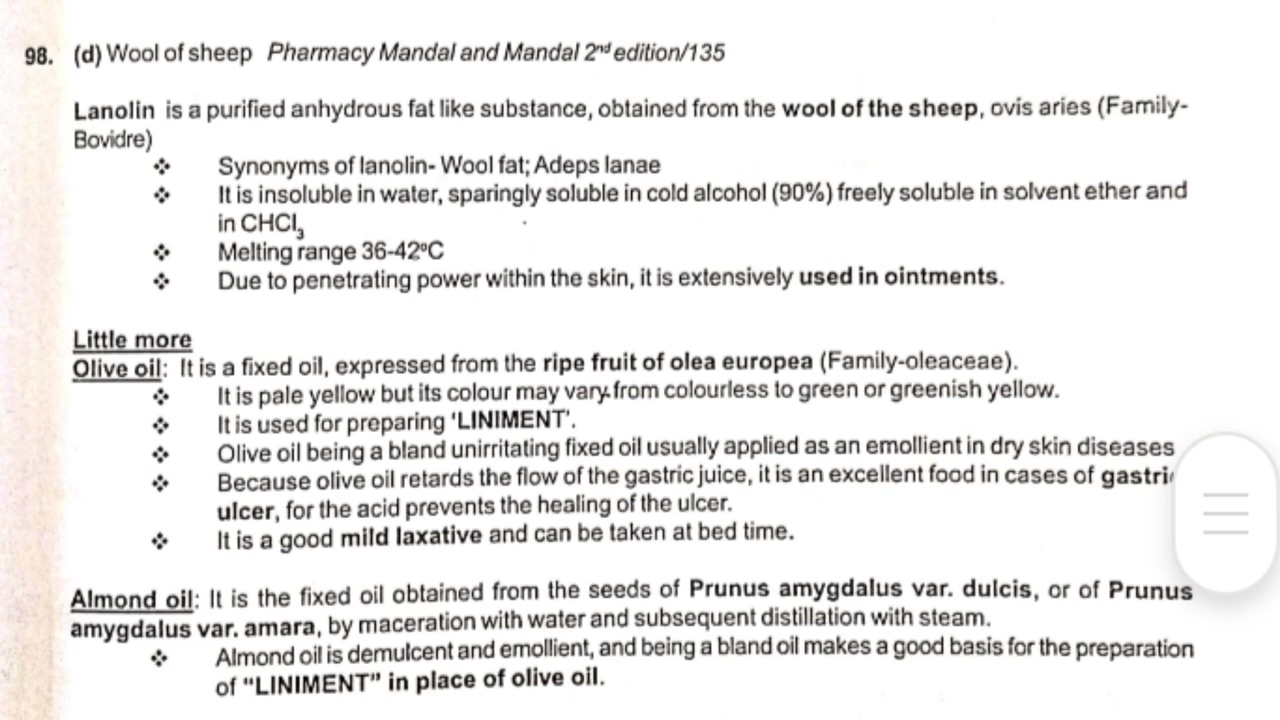 98. (d) Wool of sheep Pharmacy Mandal and Mandal 2nd edition/135
Lanolin is a purified anhydrous fat like substance, obtained from the wool of the sheep, ovis aries (Family-
Bovidre)
❖ Synonyms of lanolin- Wool fat; Adeps lanae
❖ It is insoluble in water, sparingly soluble in cold alcohol (90%) freely soluble in solvent ether and
in CHCl₃
❖ Melting range 36-42ºC
❖ Due to penetrating power within the skin, it is extensively used in ointments.
Little more
Olive oil: It is a fixed oil, expressed from the ripe fruit of olea europea (Family-oleaceae).
❖ It is pale yellow but its colour may vary from colourless to green or greenish yellow.
❖ It is used for preparing 'LINIMENT'.
❖ Olive oil being a bland unirritating fixed oil usually applied as an emollient in dry skin diseases
❖ Because olive oil retards the flow of the gastric juice, it is an excellent food in cases of gastri
ulcer, for the acid prevents the healing of the ulcer.
❖ It is a good mild laxative and can be taken at bed time.
Almond oil: It is the fixed oil obtained from the seeds of Prunus amygdalus var. dulcis, or of Prunus
amygdalus var. amara, by maceration with water and subsequent distillation with steam.
❖ Almond oil is demulcent and emollient, and being a bland oil makes a good basis for the preparation
of "LINIMENT" in place of olive oil.